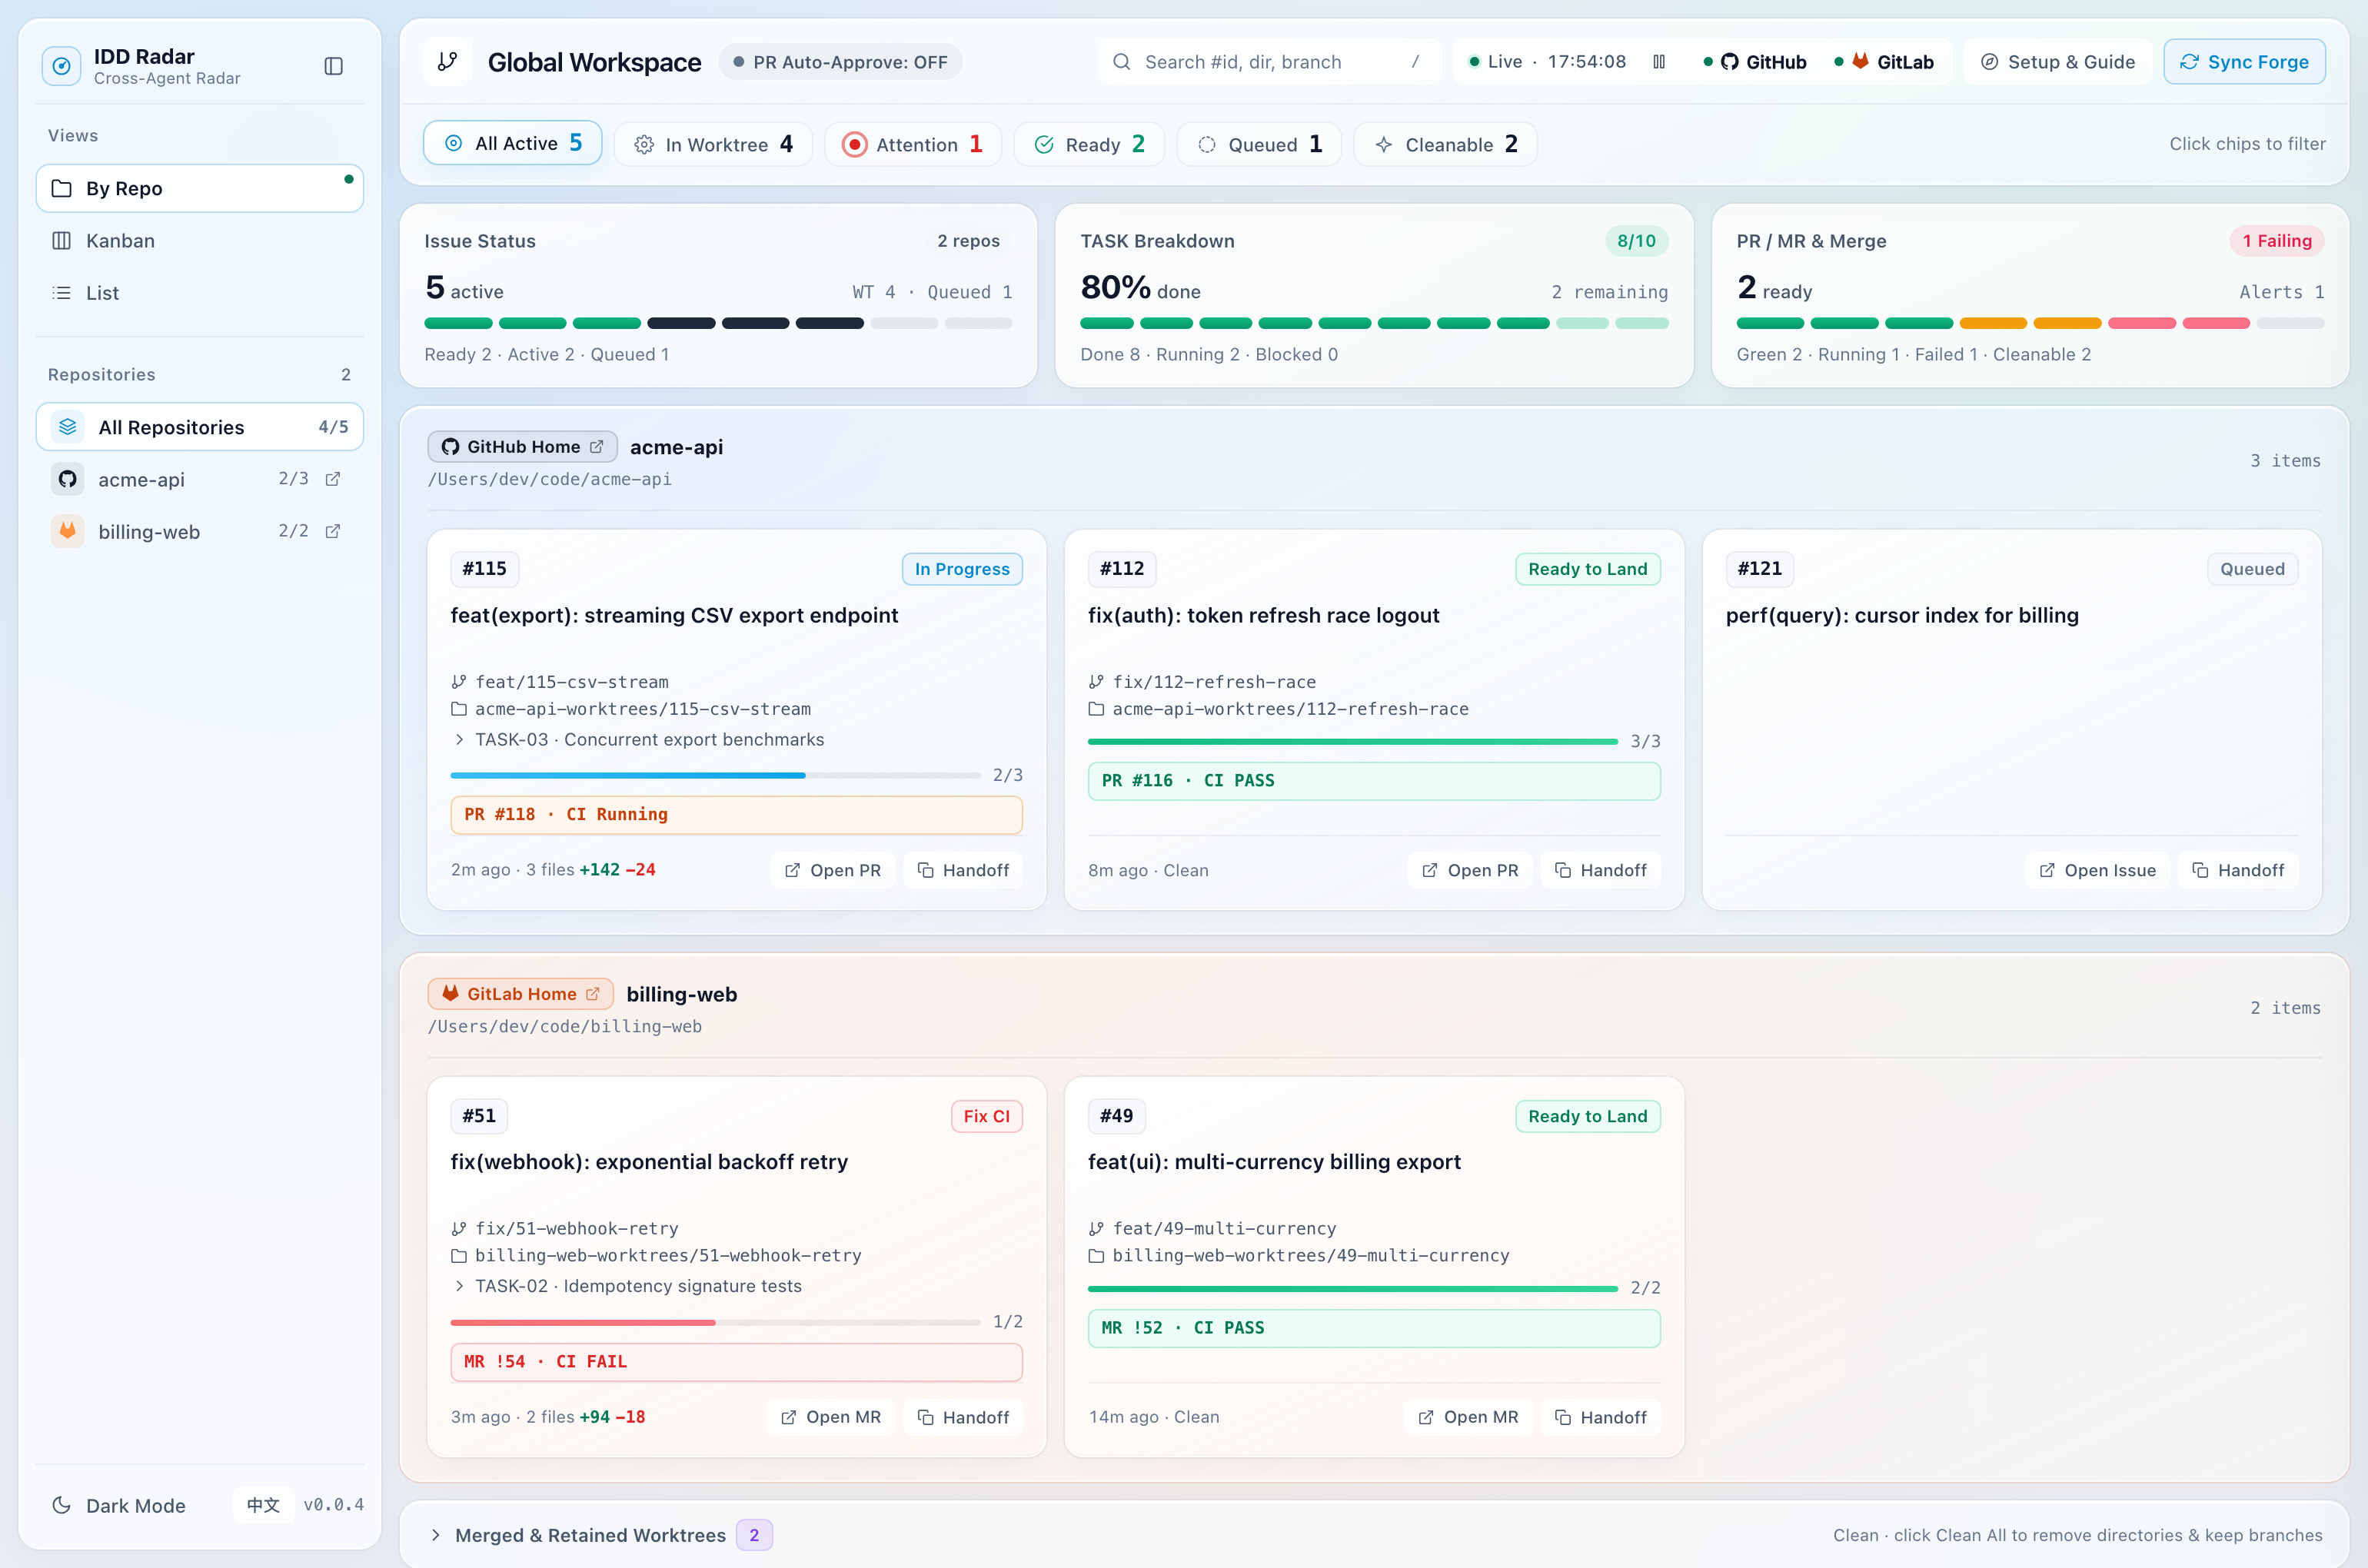 IDD Radar
Cross-Agent Radar
Views
By Repo
Kanban
List
Repositories 2
All Repositories 4/5
acme-api 2/3
billing-web 2/2
Dark Mode 中文 v0.0.4
Global Workspace PR Auto-Approve: OFF Search #id, dir, branch / Live · 17:54:08 GitHub GitLab Setup & Guide Sync Forge
All Active 5 In Worktree 4 Attention 1 Ready 2 Queued 1 Cleanable 2 Click chips to filter
Issue Status 2 repos
5 active WT 4 · Queued 1
Ready 2 · Active 2 · Queued 1
TASK Breakdown 8/10
80% done 2 remaining
Done 8 · Running 2 · Blocked 0
PR / MR & Merge 1 Failing
2 ready Alerts 1
Green 2 · Running 1 · Failed 1 · Cleanable 2
GitHub Home acme-api
/Users/dev/code/acme-api
3 items
#115 In Progress
feat(export): streaming CSV export endpoint
feat/115-csv-stream
acme-api-worktrees/115-csv-stream
TASK-03 · Concurrent export benchmarks
2/3
PR #118 · CI Running
2m ago · 3 files +142 −24 Open PR Handoff
#112 Ready to Land
fix(auth): token refresh race logout
fix/112-refresh-race
acme-api-worktrees/112-refresh-race
3/3
PR #116 · CI PASS
8m ago · Clean Open PR Handoff
#121 Queued
perf(query): cursor index for billing
Open Issue Handoff
GitLab Home billing-web
/Users/dev/code/billing-web
2 items
#51 Fix CI
fix(webhook): exponential backoff retry
fix/51-webhook-retry
billing-web-worktrees/51-webhook-retry
TASK-02 · Idempotency signature tests
1/2
MR !54 · CI FAIL
3m ago · 2 files +94 −18 Open MR Handoff
#49 Ready to Land
feat(ui): multi-currency billing export
feat/49-multi-currency
billing-web-worktrees/49-multi-currency
2/2
MR !52 · CI PASS
14m ago · Clean Open MR Handoff
Merged & Retained Worktrees 2 Clean · click Clean All to remove directories & keep branches